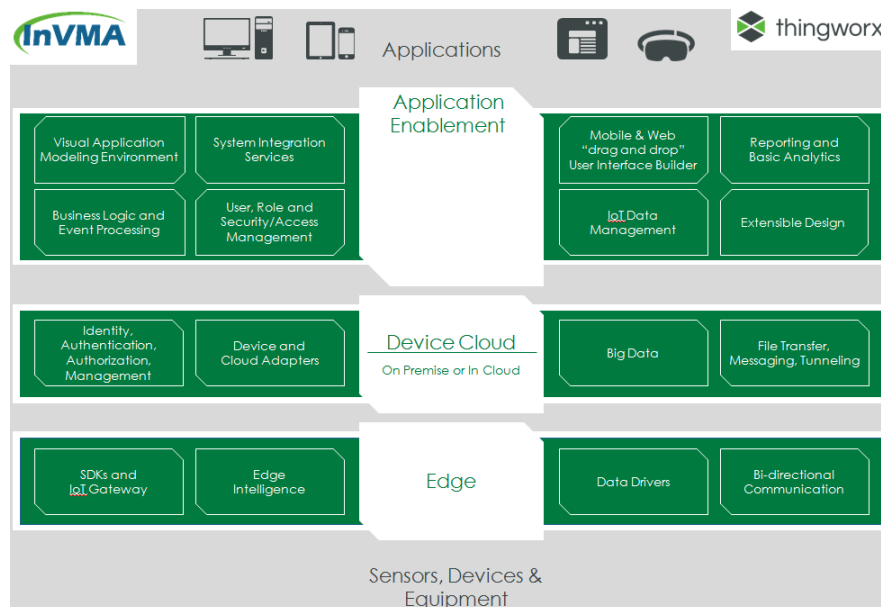 InVMA
Applications
thingworx
Application
Enablement
Visual Application
Modeling Environment
System Integration
Services
Mobile & Web
“drag and drop”
User Interface Builder
Reporting and
Basic Analytics
Business Logic and
Event Processing
User, Role and
Security/Access
Management
IoT Data
Management
Extensible Design
Identity,
Authentication,
Authorization,
Management
Device and
Cloud Adapters
Device Cloud
On Premise or In Cloud
Big Data
File Transfer,
Messaging, Tunneling
SDKs and
IoT Gateway
Edge
Intelligence
Edge
Data Drivers
Bi-directional
Communication
Sensors, Devices &
Equipment